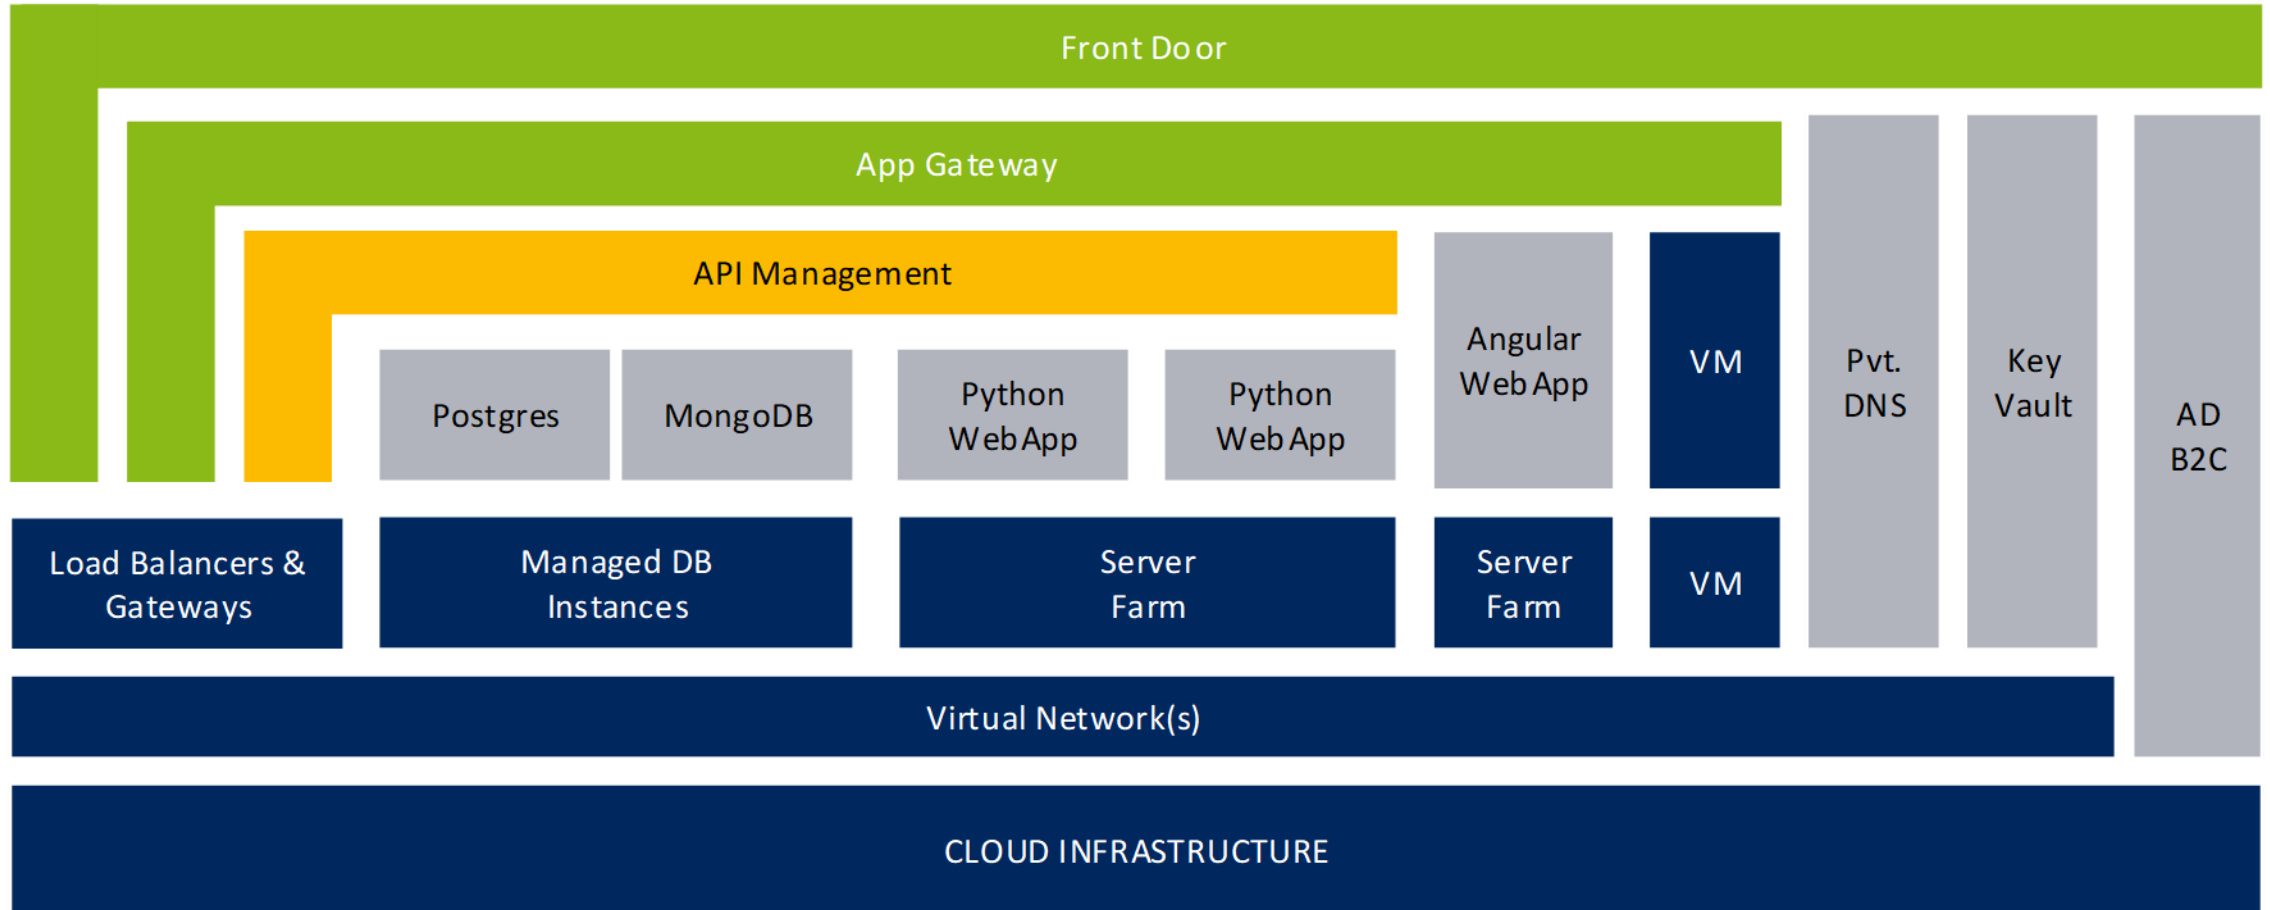 Front Door
App Gateway
API Management
Postgres
MongoDB
Python
Web App
Python
Web App
Angular
Web App
VM
Pvt.
DNS
Key
Vault
AD
B2C
Load Balancers &
Gateways
Managed DB
Instances
Server
Farm
Server
Farm
VM
Virtual Network(s)
CLOUD INFRASTRUCTURE